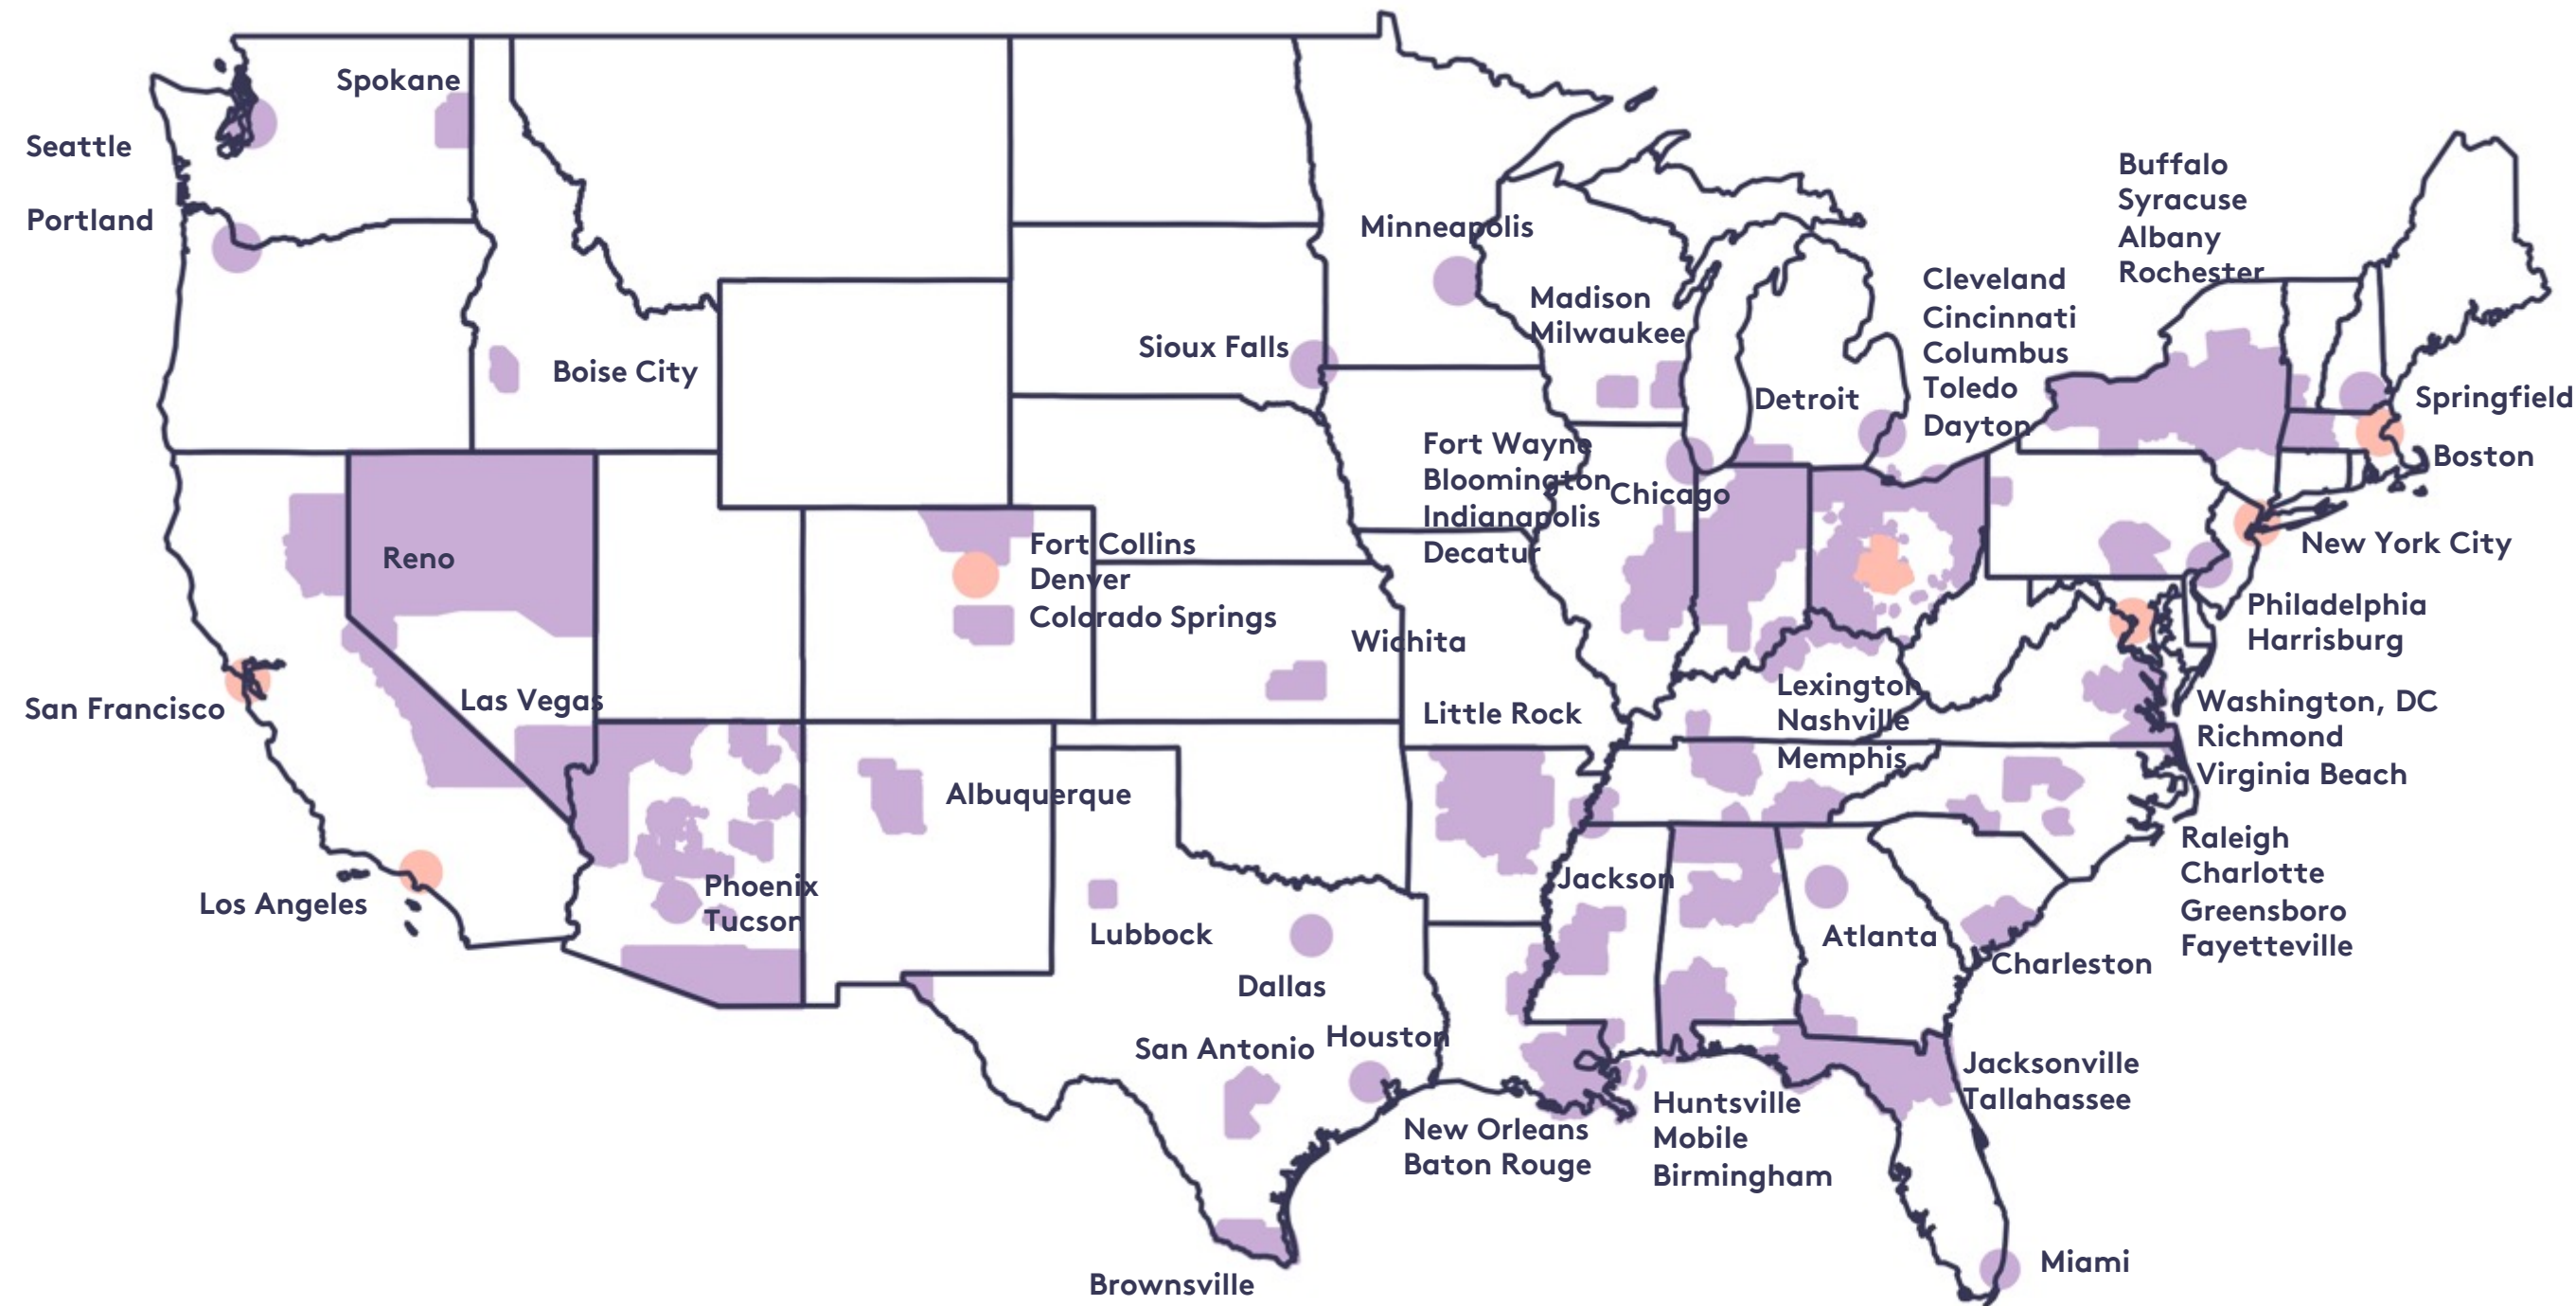 Spokane
Seattle
Portland
Boise City
Reno
San Francisco
Las Vegas
Los Angeles
Phoenix
Tucson
Albuquerque
Fort Collins
Denver
Colorado Springs
Sioux Falls
Minneapolis
Madison
Milwaukee
Wichita
Little Rock
Lubbock
Dallas
San Antonio
Houston
Brownsville
New Orleans
Baton Rouge
Jackson
Huntsville
Mobile
Birmingham
Fort Wayne
Bloomington
Indianapolis
Decatur
Chicago
Detroit
Cleveland
Cincinnati
Columbus
Toledo
Dayton
Buffalo
Syracuse
Albany
Rochester
Springfield
Boston
New York City
Philadelphia
Harrisburg
Lexington
Nashville
Memphis
Washington, DC
Richmond
Virginia Beach
Raleigh
Charlotte
Greensboro
Fayetteville
Atlanta
Charleston
Jacksonville
Tallahassee
Miami